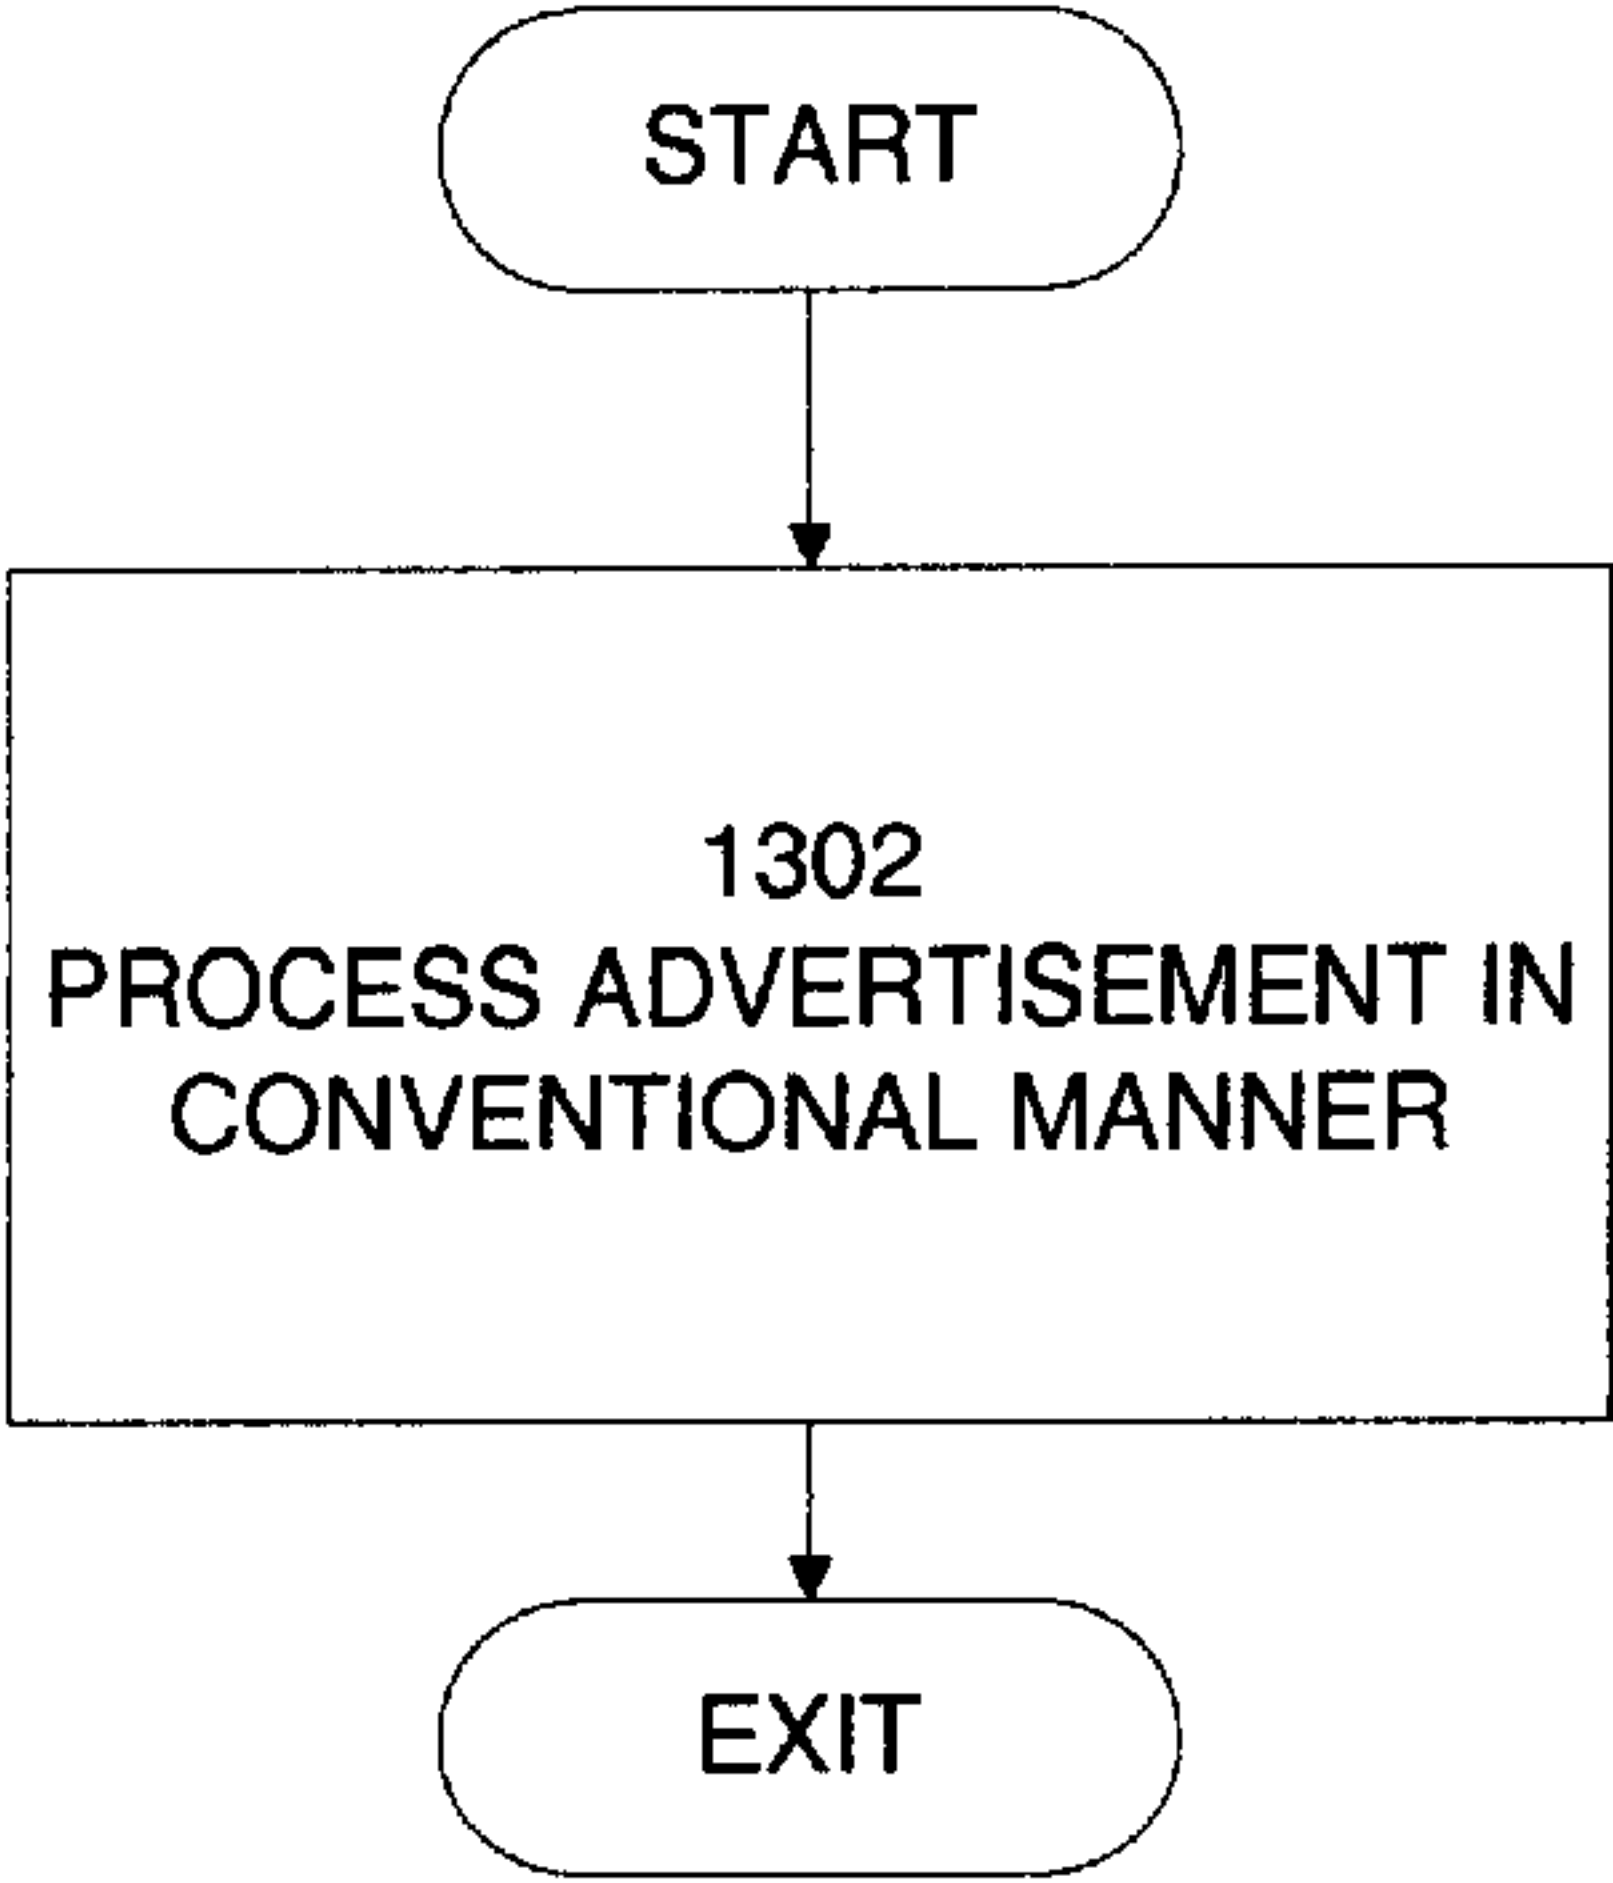 START
1302
PROCESS ADVERTISEMENT IN
CONVENTIONAL MANNER
EXIT